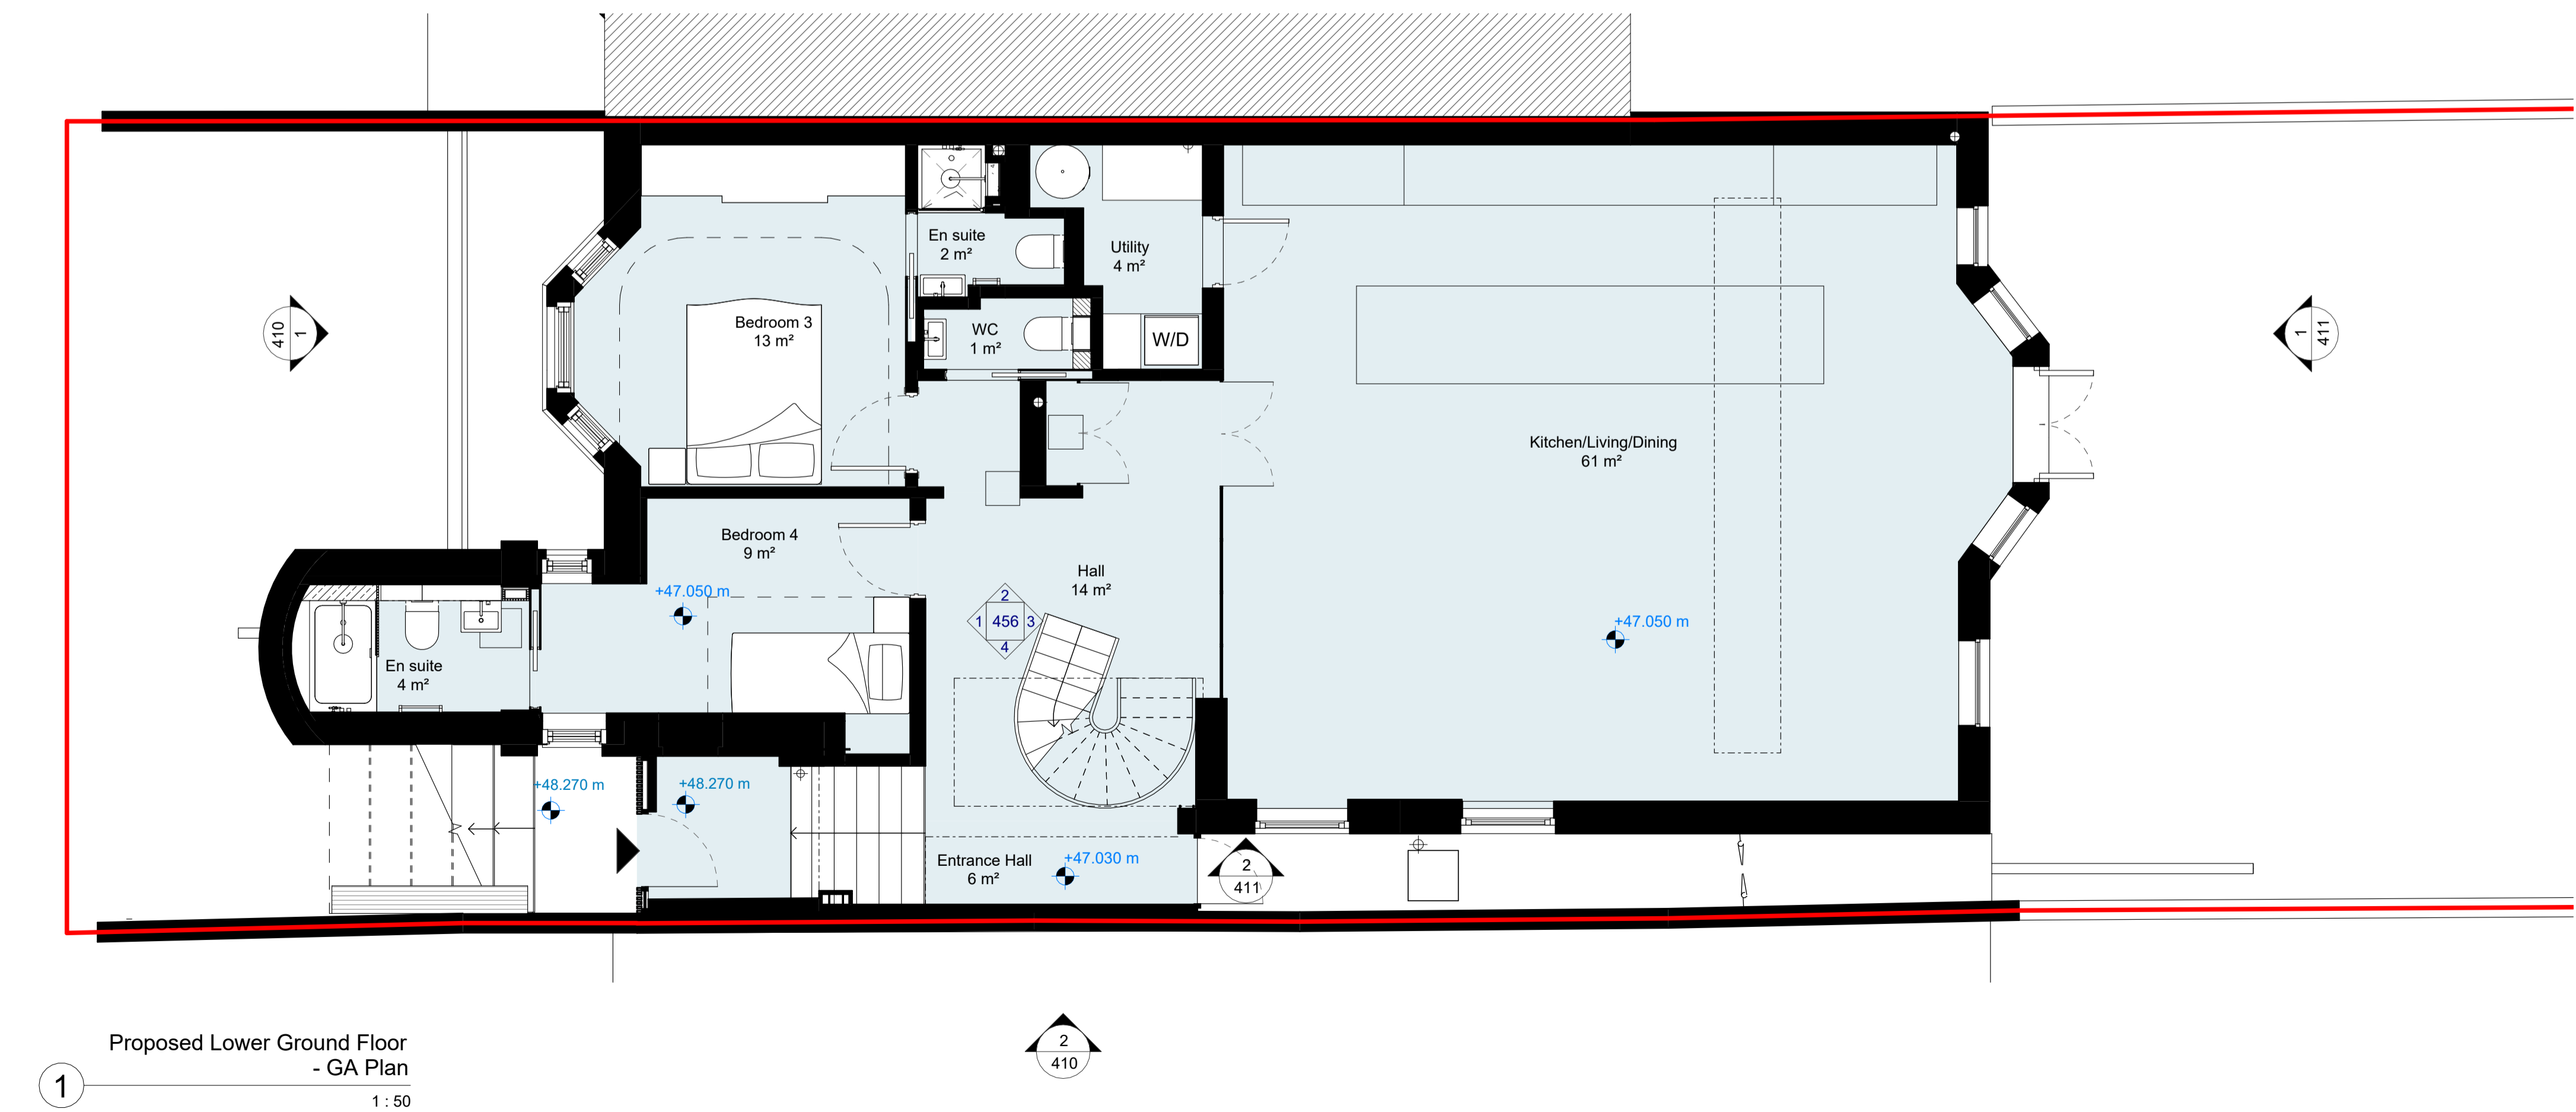 En suite
2 m²
Utility
4 m²
Bedroom 3
13 m²
WC
1 m²
W/D
410
1
1
411
Kitchen/Living/Dining
61 m²
Bedroom 4
9 m²
Hall
14 m²
+47.050 m
2
1 456 3
4
+47.050 m
En suite
4 m²
+48.270 m
+48.270 m
Entrance Hall
6 m²
+47.030 m
2
411
2
410
Proposed Lower Ground Floor
- GA Plan
1
1 : 50